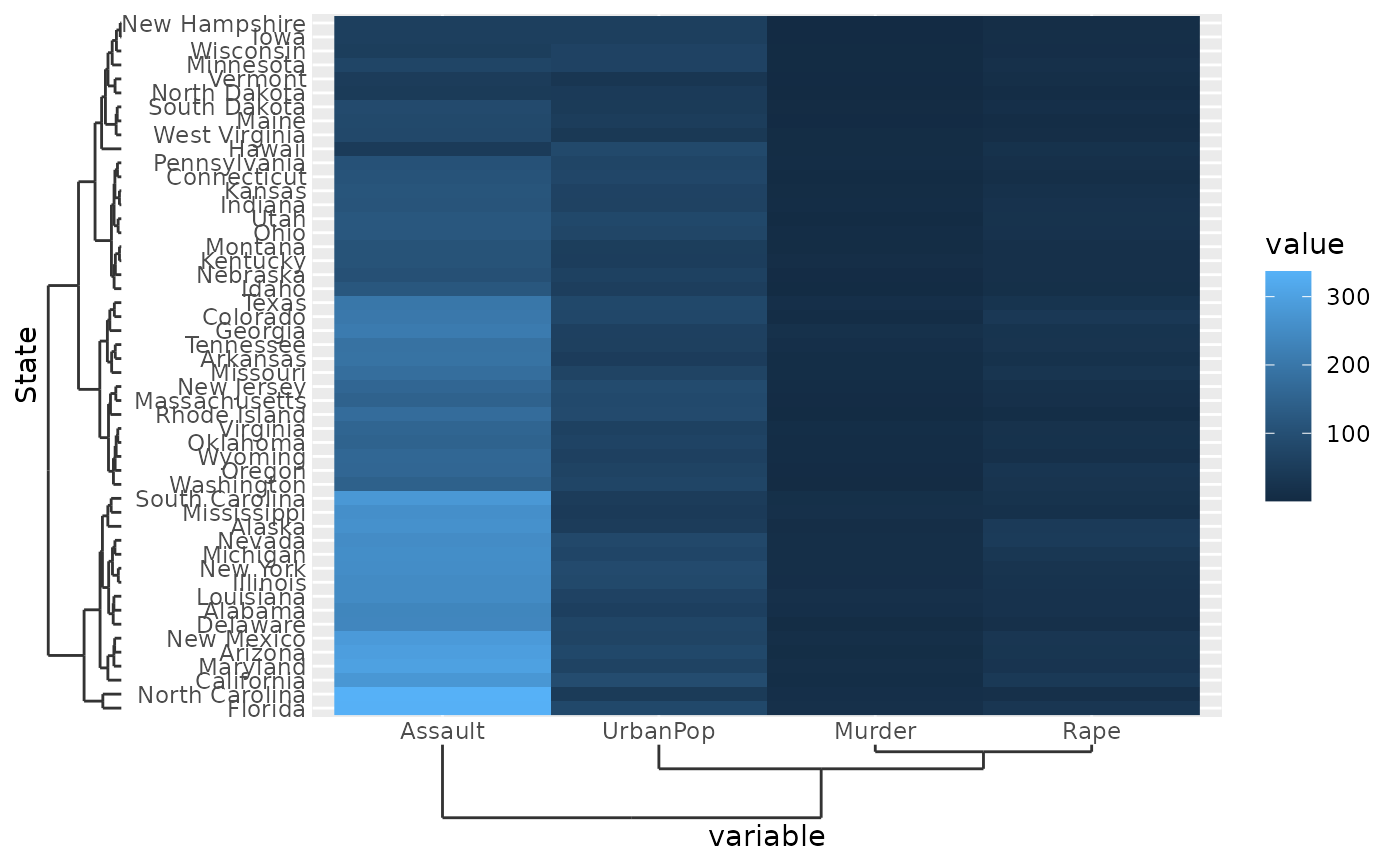 New Hampshire
Iowa
Wisconsin
Minnesota
Vermont
North Dakota
South Dakota
Maine
West Virginia
Hawaii
Pennsylvania
Connecticut
Kansas
Indiana
Utah
Ohio
Montana
Kentucky
Nebraska
Idaho
Texas
Colorado
Georgia
Tennessee
Arkansas
Missouri
New Jersey
Massachusetts
Rhode Island
Virginia
Oklahoma
Wyoming
Oregon
Washington
South Carolina
Mississippi
Alaska
Nevada
Michigan
New York
Illinois
Louisiana
Alabama
Delaware
New Mexico
Arizona
Maryland
California
North Carolina
Florida
State
Assault UrbanPop Murder Rape
variable
value
300
200
100